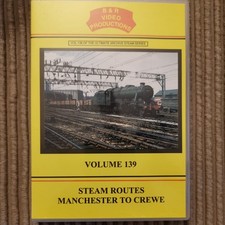 B & R
VIDEO
PRODUCTIONS
VOLUME 139
STEAM ROUTES
MANCHESTER TO CREWE